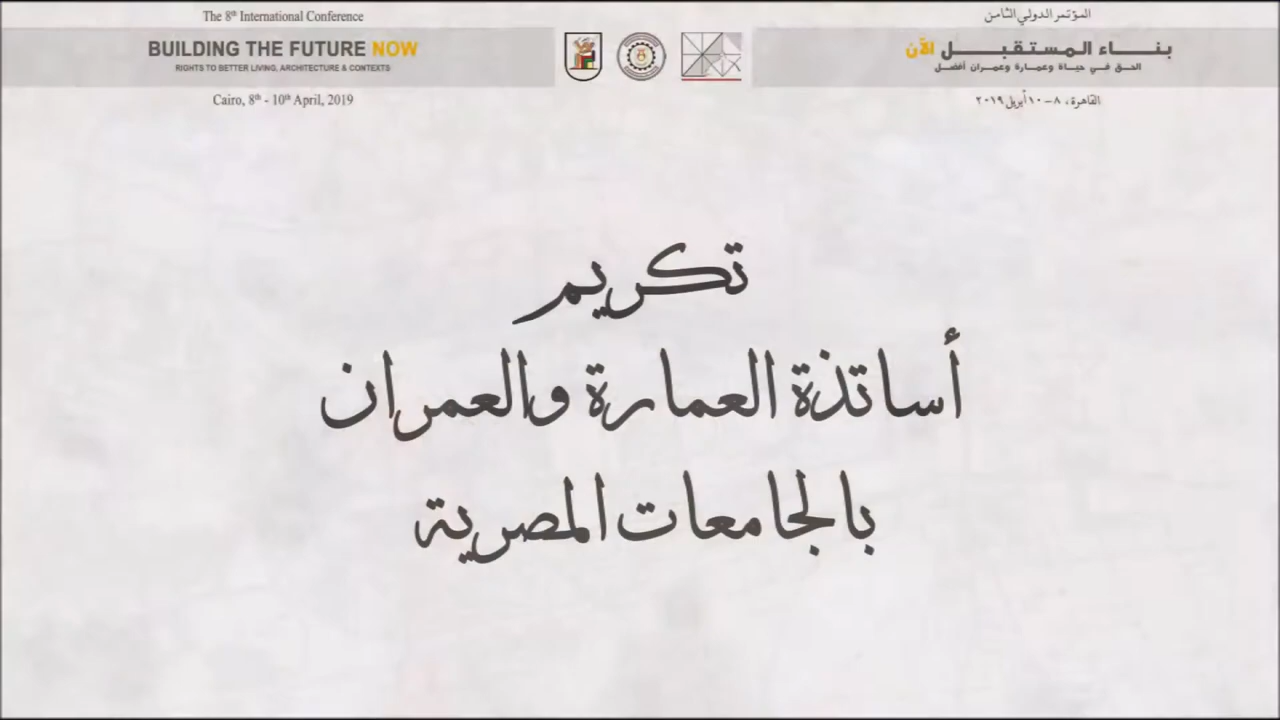 The 8th International Conference
BUILDING THE FUTURE NOW
RIGHTS TO BETTER LIVING, ARCHITECTURE & CONTEXTS
Cairo, 8th - 10th April, 2019
المؤتمر الدولي الثامن
بناء المستقبل الآن
الحق في حياة وعمارة وعمران أفضل
القاهرة، ٨ - ١٠ أبريل ٢٠١٩
تكريم
أساتذة العمارة والعمران
بالجامعات المصرية